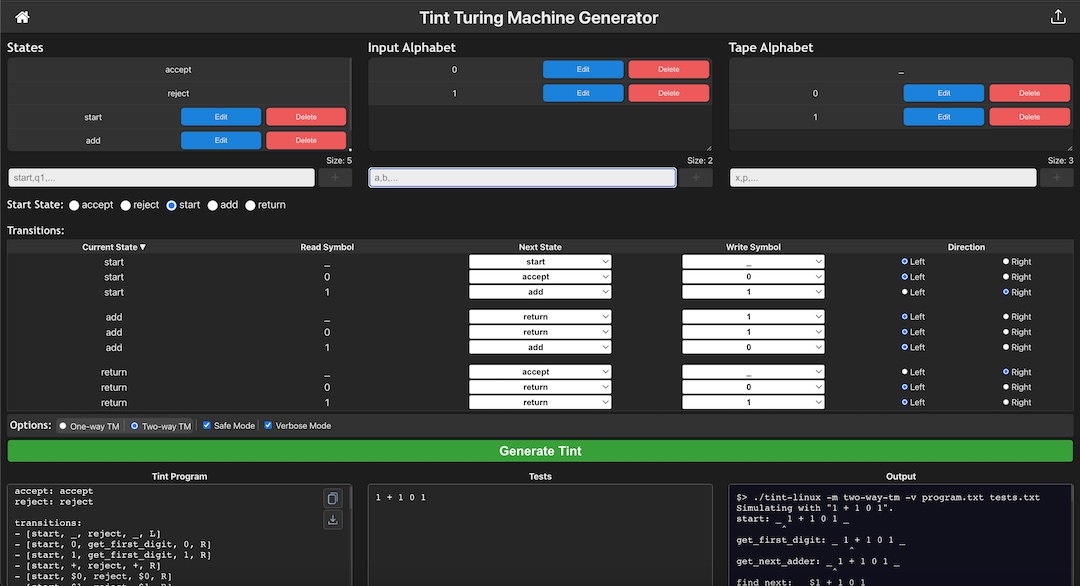 Tint Turing Machine Generator
States
accept
reject
start Edit Delete
add Edit Delete
Size: 5
start,q1,... +
Input Alphabet
0 Edit Delete
1 Edit Delete
Size: 2
a,b,... +
Tape Alphabet
_
0 Edit Delete
1 Edit Delete
Size: 3
x,p,... +
Start State: accept reject start add return
Transitions:
Current State ▼ Read Symbol Next State Write Symbol Direction
start _ start _ Left Right
start 0 accept 0 Left Right
start 1 add 1 Left Right
add _ return 1 Left Right
add 0 return 1 Left Right
add 1 add 0 Left Right
return _ accept _ Left Right
return 0 return 0 Left Right
return 1 return 1 Left Right
Options: One-way TM Two-way TM Safe Mode Verbose Mode
Generate Tint
Tint Program
accept: accept
reject: reject
transitions:
- [start, _, reject, _, L]
- [start, 0, get_first_digit, 0, R]
- [start, 1, get_first_digit, 1, R]
- [start, +, reject, +, R]
- [start, $0, reject, $0, R]
Tests
1 + 1 0 1
Output
$> ./tint-linux -m two-way-tm -v program.txt tests.txt
Simulating with "1 + 1 0 1".
start: _ 1 + 1 0 1 _
^
get_first_digit: _ 1 + 1 0 1 _
^
get_next_adder: _ 1 + 1 0 1 _
^
find_next: $1 + 1 0 1